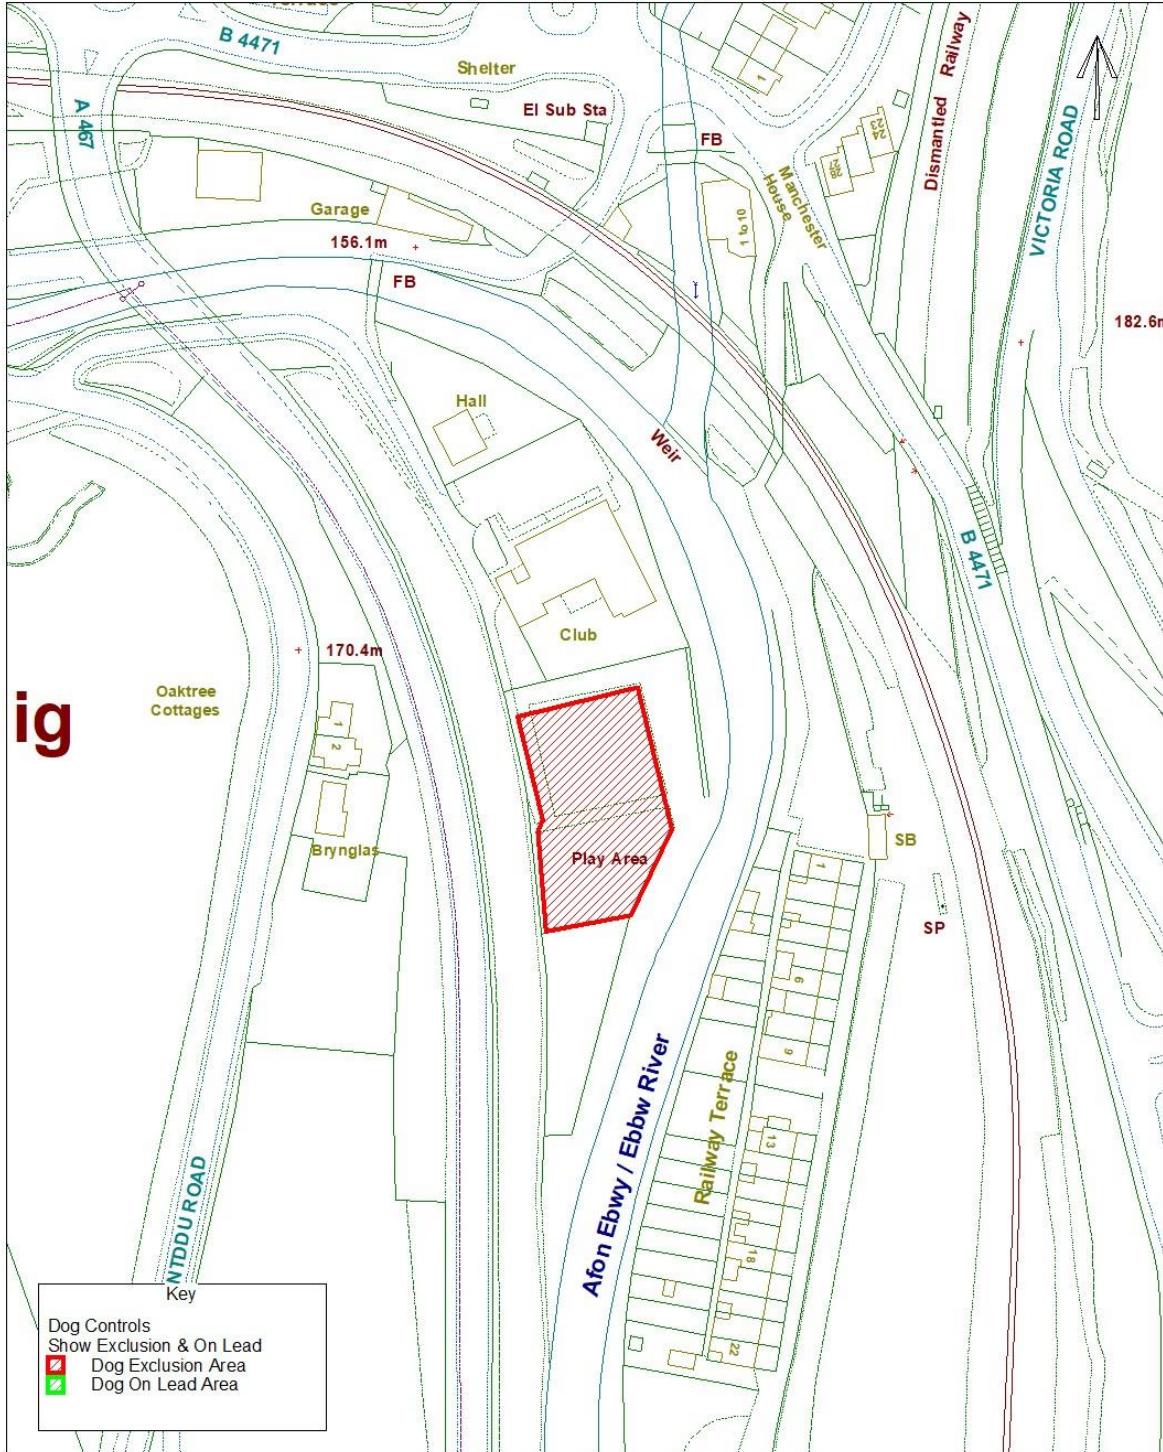 B 4471
Shelter
A 467
El Sub Sta
FB
1
Dismantled Railway
VICTORIA ROAD
Manchester
House
1 to 10
Garage
156.1m
FB
182.6m
Hall
Weir
B 4471
Club
170.4m
Oaktree
Cottages
ig
1
2
Brynglas
Play Area
SB
SP
1
6
9
13
18
22
Railway Terrace
Afon Ebwy / Ebbw River
NTDDU ROAD
Key
Dog Controls
Show Exclusion & On Lead
Dog Exclusion Area
Dog On Lead Area